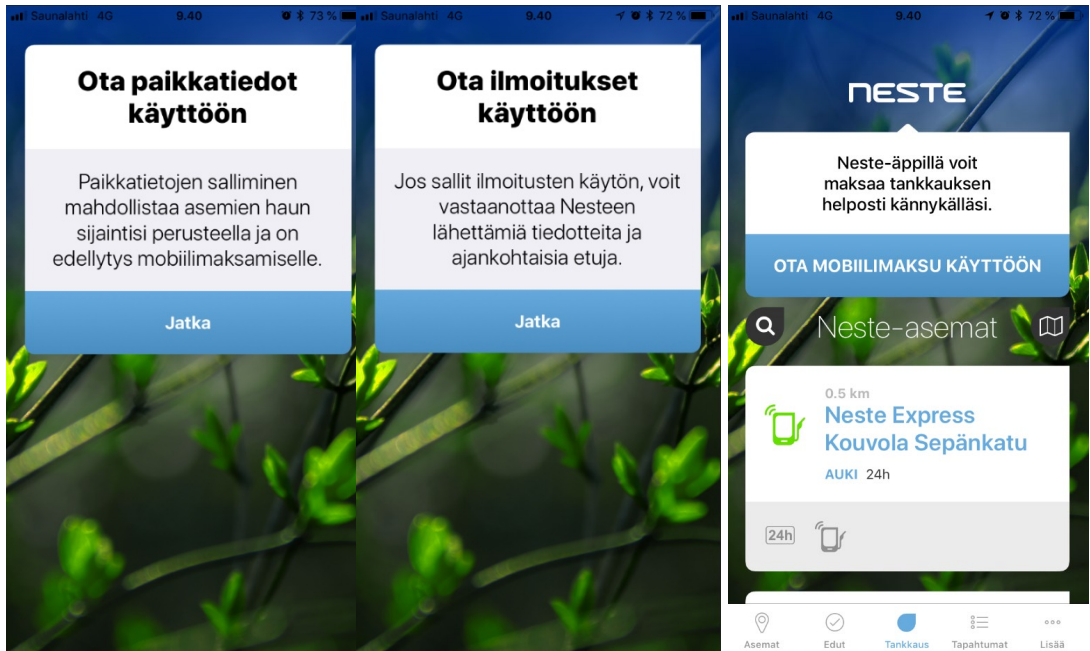 Saunalahti 4G 9.40 73 %
Ota paikkatiedot
käyttöön
Paikkatietojen salliminen
mahdollistaa asemien haun
sijaintisi perusteella ja on
edellytys mobiilimaksamiselle.
Jatka
Saunalahti 4G 9.40 72 %
Ota ilmoitukset
käyttöön
Jos sallit ilmoitusten käytön, voit
vastaanottaa Nesteen
lähettämiä tiedotteita ja
ajankohtaisia etuja.
Jatka
Saunalahti 4G 9.40 72 %
NESTE
Neste-äppillä voit
maksaa tankkauksen
helposti kännykälläsi.
OTA MOBIILIMAKSU KÄYTTÖÖN
Neste-asemat
0.5 km
Neste Express
Kouvola Sepänkatu
AUKI 24h
24h
Asemat Edut Tankkaus Tapahtumat Lisää